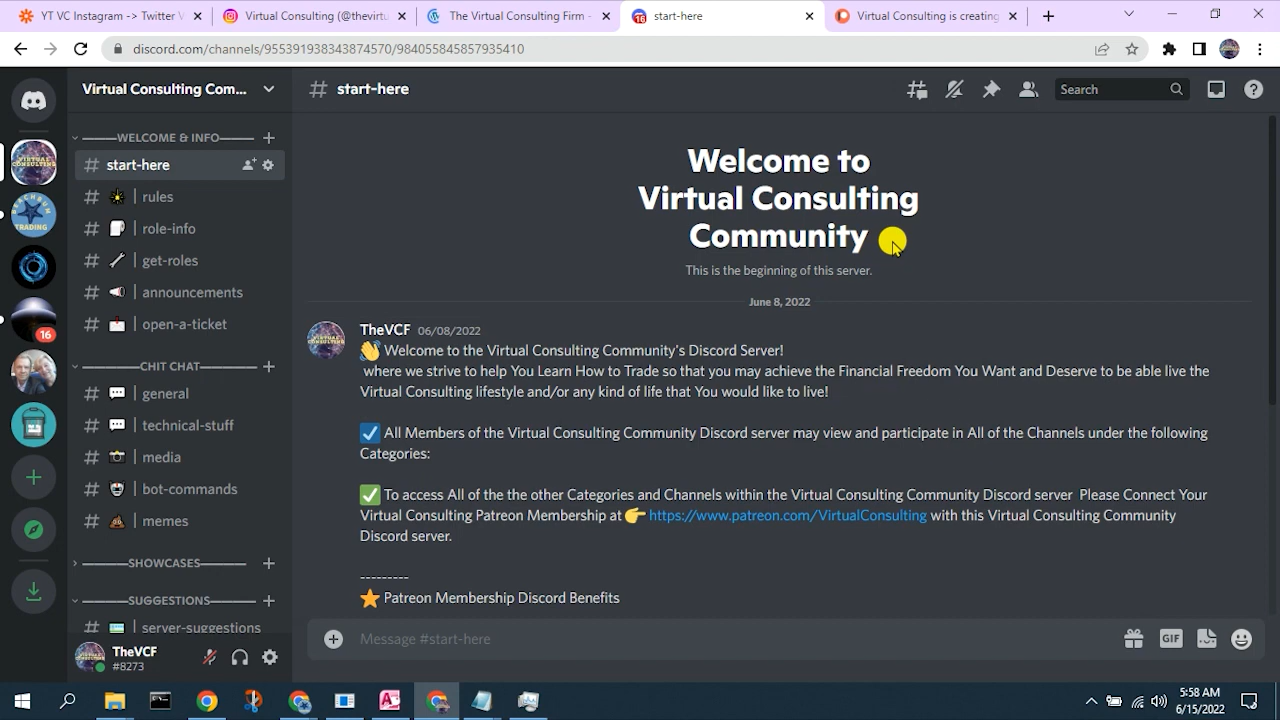 YT VC Instagram -> Twitter V
Virtual Consulting (@thevirtu
The Virtual Consulting Firm -
16
start-here
Virtual Consulting is creating
discord.com/channels/955391938343874570/984055845857935410
Virtual Consulting Com...
start-here
Search
WELCOME & INFO
start-here
rules
role-info
get-roles
announcements
open-a-ticket
CHIT CHAT
general
technical-stuff
media
bot-commands
memes
SHOWCASES
SUGGESTIONS
server-suggestions
VIRTUAL CONSULTING
BEACHBUM TRADING
16
TheVCF
#8273
Welcome to
Virtual Consulting
Community
This is the beginning of this server.
June 8, 2022
TheVCF 06/08/2022
👋 Welcome to the Virtual Consulting Community's Discord Server!
where we strive to help You Learn How to Trade so that you may achieve the Financial Freedom You Want and Deserve to be able live the
Virtual Consulting lifestyle and/or any kind of life that You would like to live!
☑ All Members of the Virtual Consulting Community Discord server may view and participate in All of the Channels under the following
Categories:
✅ To access All of the the other Categories and Channels within the Virtual Consulting Community Discord server Please Connect Your
Virtual Consulting Patreon Membership at 👉 https://www.patreon.com/VirtualConsulting with this Virtual Consulting Community
Discord server.
---------
⭐ Patreon Membership Discord Benefits
Message #start-here
GIF
5:58 AM
6/15/2022